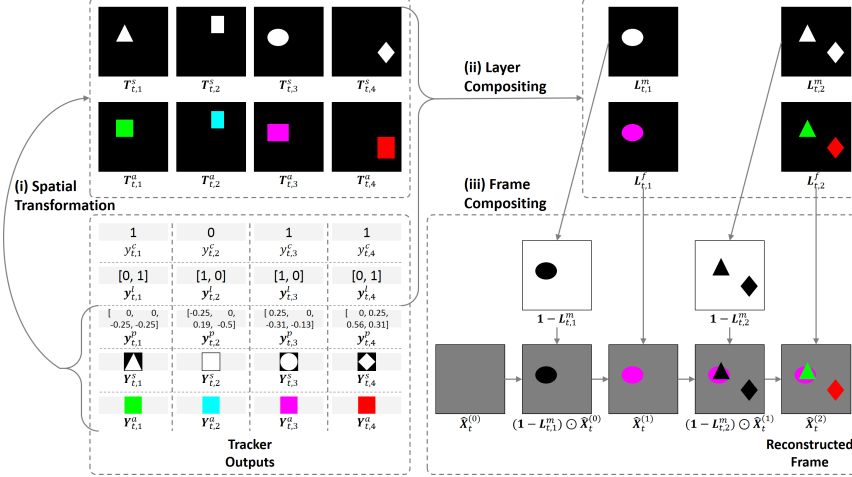 T^s_{t,1} T^s_{t,2} T^s_{t,3} T^s_{t,4}
T^a_{t,1} T^a_{t,2} T^a_{t,3} T^a_{t,4}
(i) Spatial
Transformation
1 0 1 1
y^c_{t,1} y^c_{t,2} y^c_{t,3} y^c_{t,4}
[0, 1] [1, 0] [1, 0] [0, 1]
y^l_{t,1} y^l_{t,2} y^l_{t,3} y^l_{t,4}
[ 0, 0, [-0.25, 0, [ 0.25, 0, [ 0, 0.25,
-0.25, -0.25] 0.19, -0.5] -0.31, -0.13] 0.56, 0.31]
y^p_{t,1} y^p_{t,2} y^p_{t,3} y^p_{t,4}
Y^s_{t,1} Y^s_{t,2} Y^s_{t,3} Y^s_{t,4}
Y^a_{t,1} Y^a_{t,2} Y^a_{t,3} Y^a_{t,4}
Tracker
Outputs
(ii) Layer
Compositing
L^m_{t,1} L^m_{t,2}
L^f_{t,1} L^f_{t,2}
(iii) Frame
Compositing
1 − L^m_{t,1} 1 − L^m_{t,2}
X̂^{(0)}_t (1 − L^m_{t,1}) ⊙ X̂^{(0)}_t X̂^{(1)}_t (1 − L^m_{t,2}) ⊙ X̂^{(1)}_t X̂^{(2)}_t
Reconstructed
Frame